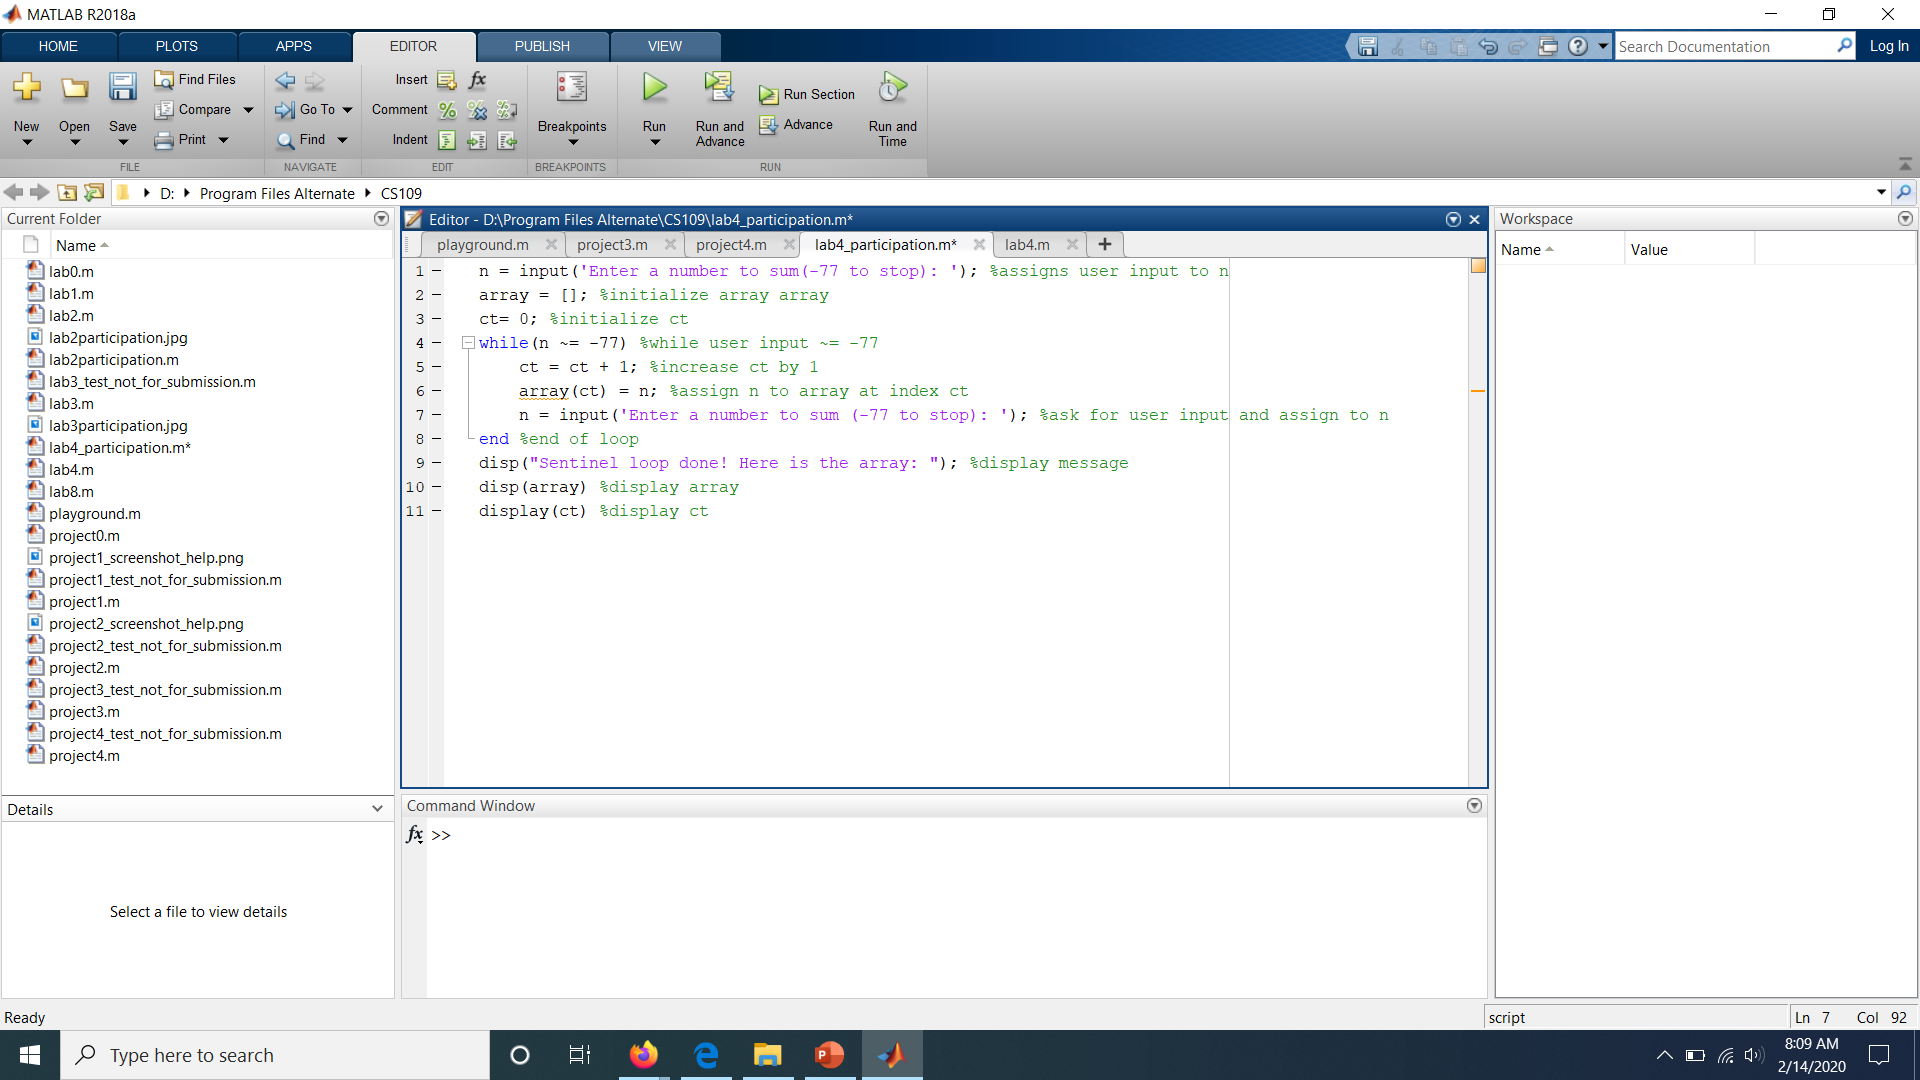 MATLAB R2018a
HOME PLOTS APPS EDITOR PUBLISH VIEW
Search Documentation
Log In
New Open Save
Find Files
Compare
Print
FILE
Go To
Find
NAVIGATE
Insert fx
Comment
Indent
EDIT
Breakpoints
BREAKPOINTS
Run
Run and Advance
Run Section
Advance
Run and Time
RUN
D: Program Files Alternate CS109
Current Folder
Name
lab0.m
lab1.m
lab2.m
lab2participation.jpg
lab2participation.m
lab3_test_not_for_submission.m
lab3.m
lab3participation.jpg
lab4_participation.m*
lab4.m
lab8.m
playground.m
project0.m
project1_screenshot_help.png
project1_test_not_for_submission.m
project1.m
project2_screenshot_help.png
project2_test_not_for_submission.m
project2.m
project3_test_not_for_submission.m
project3.m
project4_test_not_for_submission.m
project4.m
Details
Select a file to view details
Editor - D:\Program Files Alternate\CS109\lab4_participation.m*
playground.m project3.m project4.m lab4_participation.m* lab4.m +
1 – n = input('Enter a number to sum(-77 to stop): '); %assigns user input to n
2 – array = []; %initialize array array
3 – ct= 0; %initialize ct
4 – while(n ~= -77) %while user input ~= -77
5 – ct = ct + 1; %increase ct by 1
6 – array(ct) = n; %assign n to array at index ct
7 – n = input('Enter a number to sum (-77 to stop): '); %ask for user input and assign to n
8 – end %end of loop
9 – disp("Sentinel loop done! Here is the array: "); %display message
10 – disp(array) %display array
11 – display(ct) %display ct
Command Window
fx >>
Workspace
Name Value
Ready
script
Ln 7 Col 92
Type here to search
8:09 AM
2/14/2020